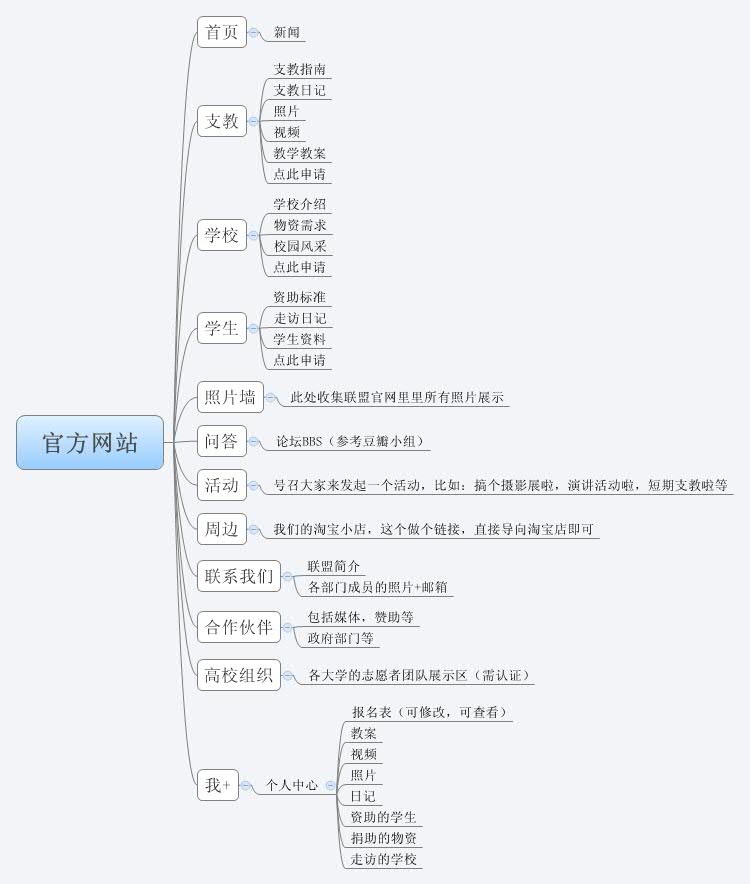 官方网站
首页
新闻
支教
支教指南
支教日记
照片
视频
教学教案
点此申请
学校
学校介绍
物资需求
校园风采
点此申请
学生
资助标准
走访日记
学生资料
点此申请
照片墙
此处收集联盟官网里里所有照片展示
问答
论坛BBS（参考豆瓣小组）
活动
号召大家来发起一个活动，比如：搞个摄影展啦，演讲活动啦，短期支教啦等
周边
我们的淘宝小店，这个做个链接，直接导向淘宝店即可
联系我们
联盟简介
各部门成员的照片+邮箱
合作伙伴
包括媒体，赞助等
政府部门等
高校组织
各大学的志愿者团队展示区（需认证）
我+
个人中心
报名表（可修改，可查看）
教案
视频
照片
日记
资助的学生
捐助的物资
走访的学校